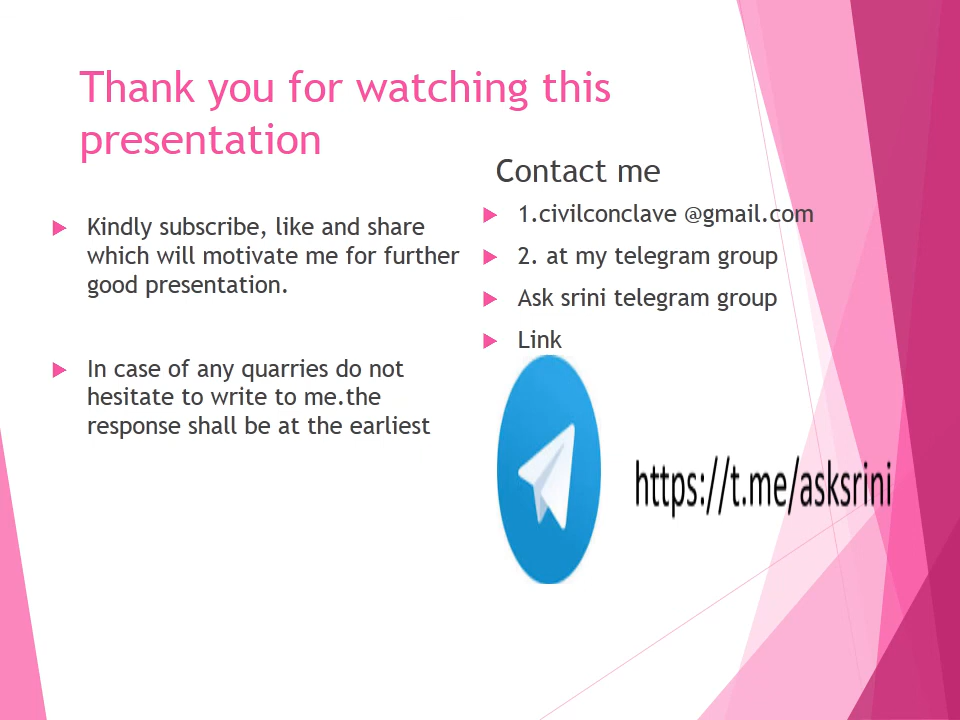 Thank you for watching this
presentation
Kindly subscribe, like and share
which will motivate me for further
good presentation.
In case of any quarries do not
hesitate to write to me.the
response shall be at the earliest
Contact me
1.civilconclave @gmail.com
2. at my telegram group
Ask srini telegram group
Link
https://t.me/asksrini